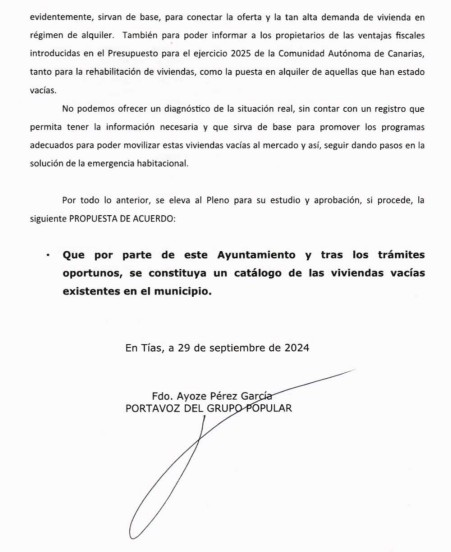 evidentemente, sirvan de base, para conectar la oferta y la tan alta demanda de vivienda en
régimen de alquiler. También para poder informar a los propietarios de las ventajas fiscales
introducidas en el Presupuesto para el ejercicio 2025 de la Comunidad Autónoma de Canarias,
tanto para la rehabilitación de viviendas, como la puesta en alquiler de aquellas que han estado
vacías.
No podemos ofrecer un diagnóstico de la situación real, sin contar con un registro que
permita tener la información necesaria y que sirva de base para promover los programas
adecuados para poder movilizar estas viviendas vacías al mercado y así, seguir dando pasos en la
solución de la emergencia habitacional.
Por todo lo anterior, se eleva al Pleno para su estudio y aprobación, si procede, la
siguiente PROPUESTA DE ACUERDO:
· Que por parte de este Ayuntamiento y tras los trámites
oportunos, se constituya un catálogo de las viviendas vacías
existentes en el municipio.
En Tías, a 29 de septiembre de 2024
Fdo. Ayoze Pérez García
PORTAVOZ DEL GRUPO POPULAR